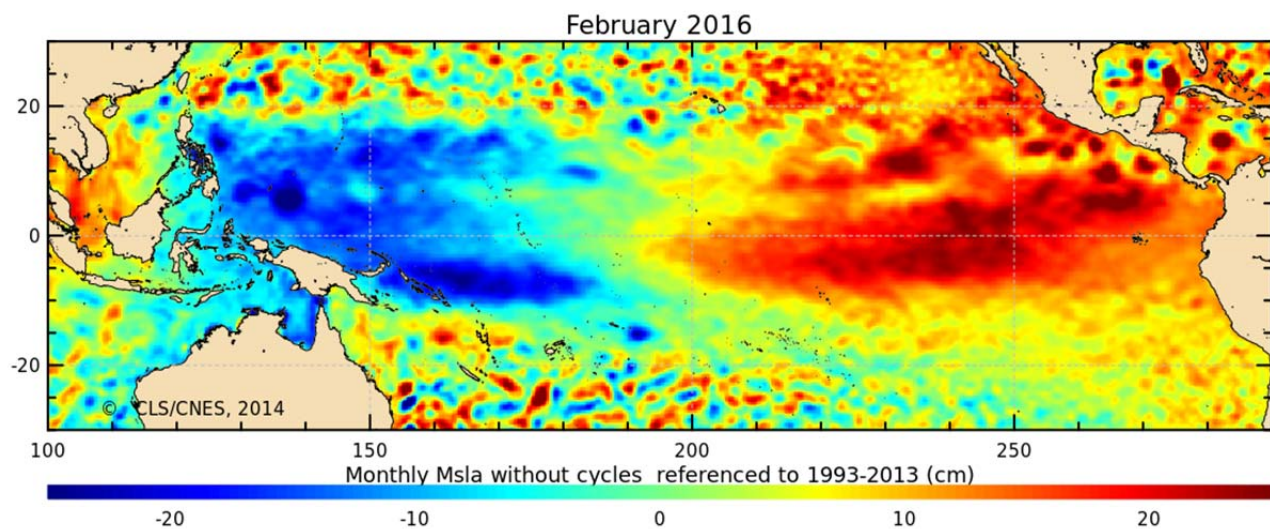 February 2016
20
0
-20
© CLS/CNES, 2014
100 150 200 250
Monthly Msla without cycles referenced to 1993-2013 (cm)
-20 -10 0 10 20